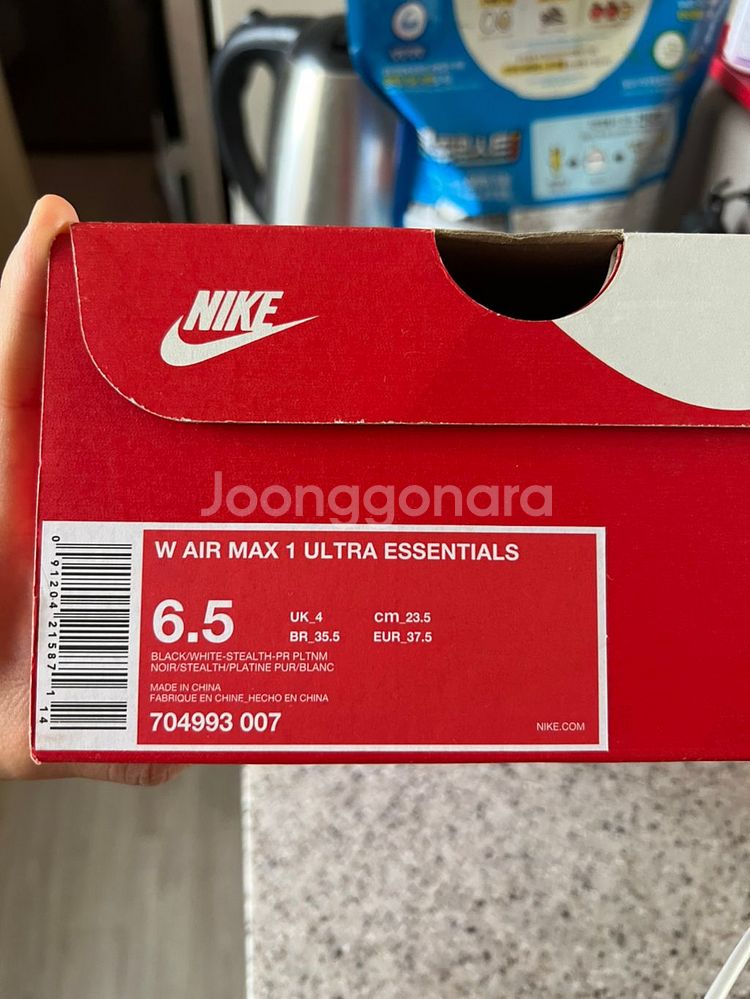 NIKE
Joonggonara
W AIR MAX 1 ULTRA ESSENTIALS
6.5
UK_4 cm_23.5
BR_35.5 EUR_37.5
BLACK/WHITE-STEALTH-PR PLTNM
NOIR/STEALTH/PLATINE PUR/BLANC
MADE IN CHINA
FABRIQUE EN CHINE_HECHO EN CHINA
704993 007
NIKE.COM
0 91204 21587 1 14